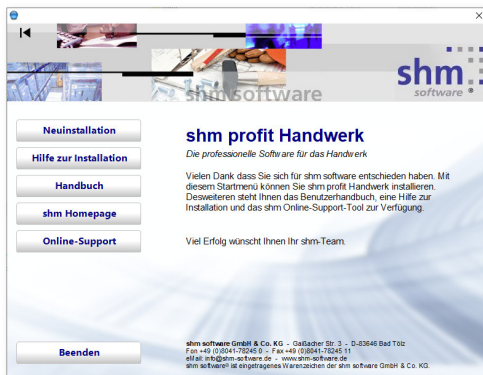 shm
software ®
shm software
Neuinstallation
Hilfe zur Installation
Handbuch
shm Homepage
Online-Support
Beenden
shm profit Handwerk
Die professionelle Software für das Handwerk
Vielen Dank dass Sie sich für shm software entschieden haben. Mit
diesem Startmenü können Sie shm profit Handwerk installieren.
Desweiteren steht Ihnen das Benutzerhandbuch, eine Hilfe zur
Installation und das shm Online-Support-Tool zur Verfügung.
Viel Erfolg wünscht Ihnen Ihr shm-Team.
shm software GmbH & Co. KG - Gaißacher Str. 3 - D-83646 Bad Tölz
Fon +49 (0)8041-78245 0 - Fax +49 (0)8041-78245 11
eMail: info@shm-software.de - www.shm-software.de
shm software® ist eingetragenes Warenzeichen der shm software GmbH & Co. KG.